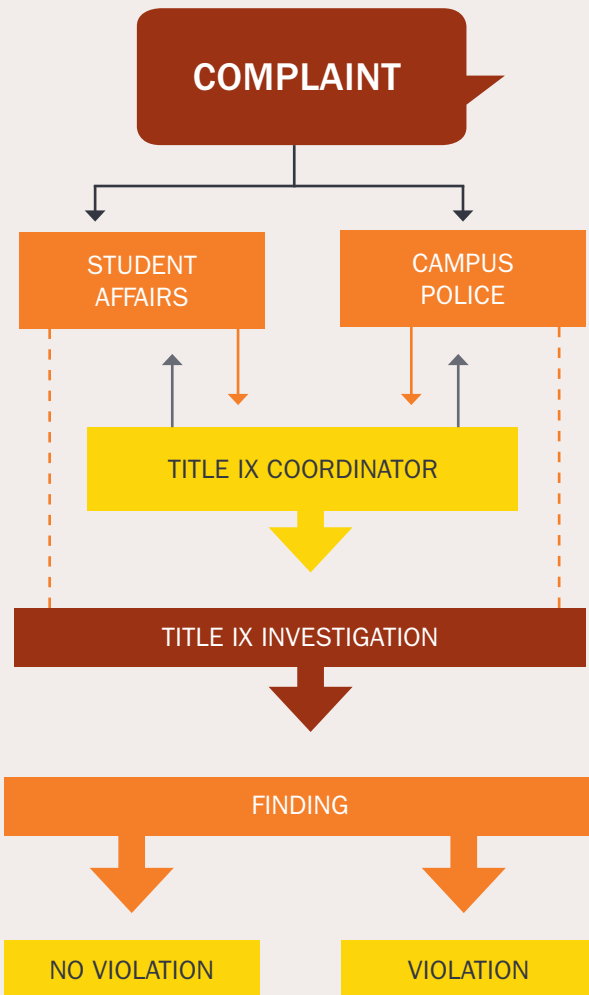 COMPLAINT
STUDENT
AFFAIRS
CAMPUS
POLICE
TITLE IX COORDINATOR
TITLE IX INVESTIGATION
FINDING
NO VIOLATION
VIOLATION